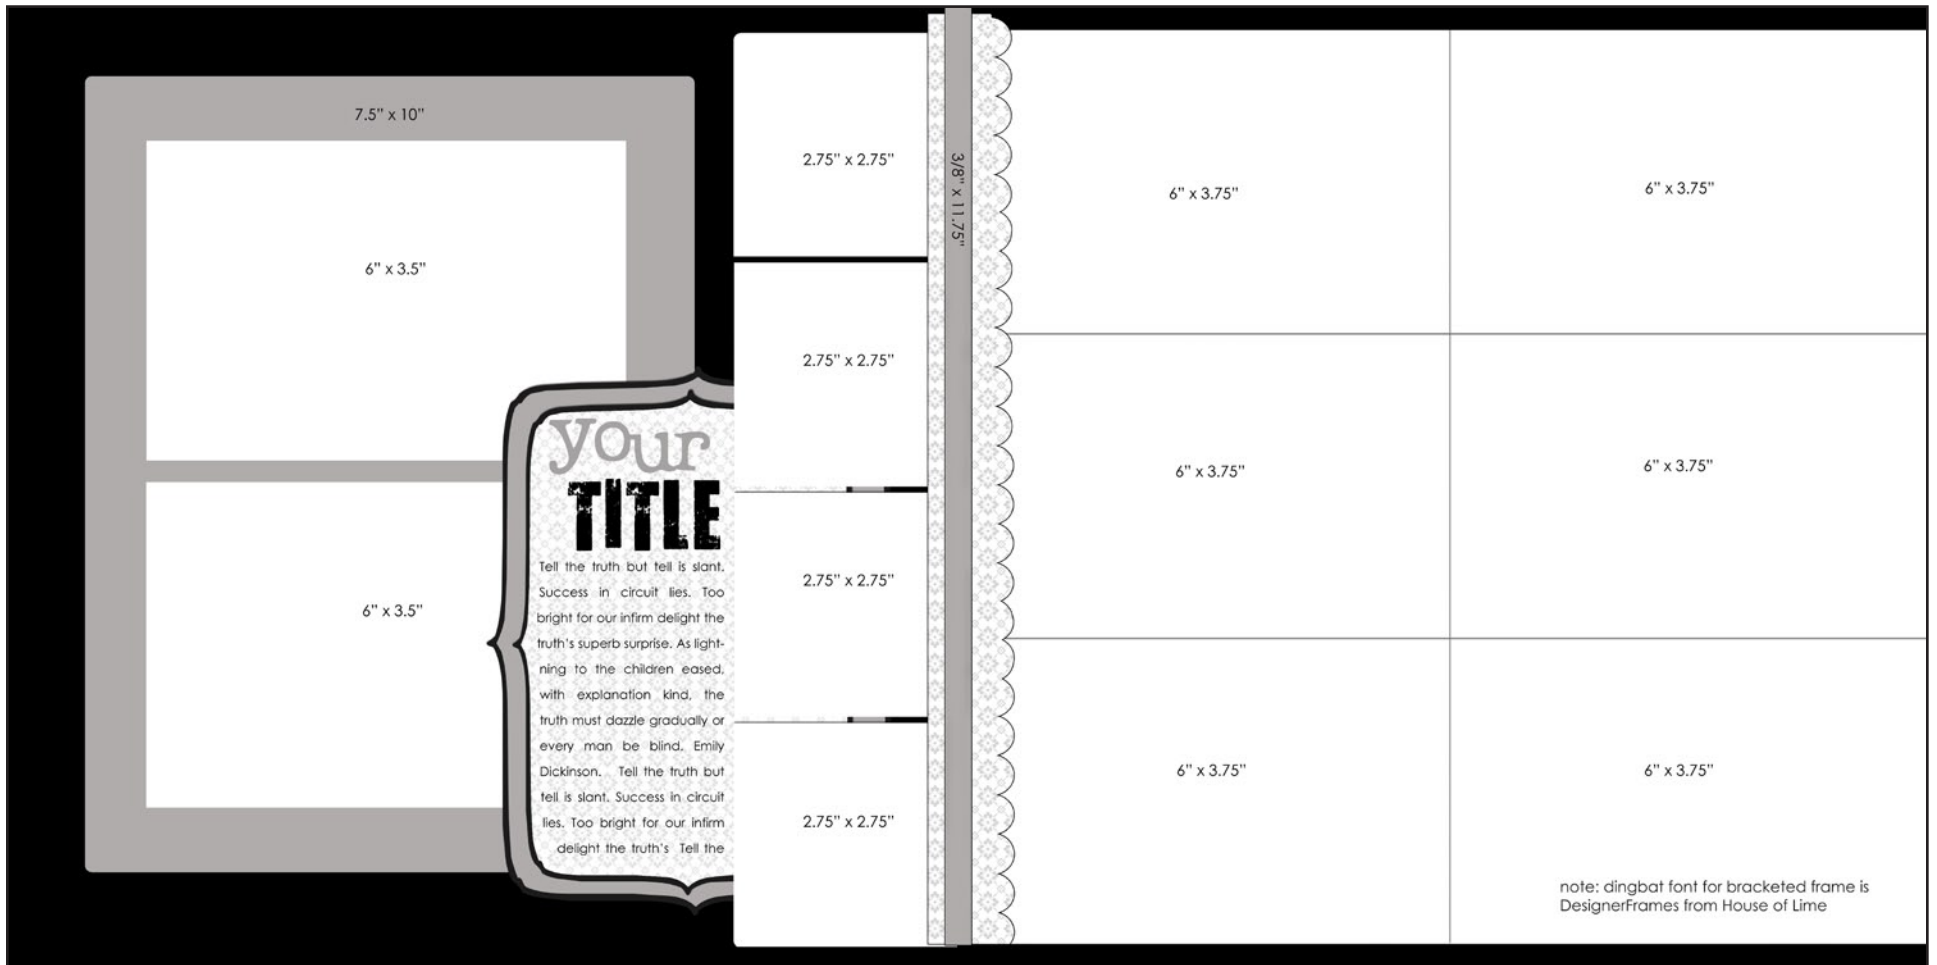 7.5" x 10"
6" x 3.5"
6" x 3.5"
your
TITLE
Tell the truth but tell is slant.
Success in circuit lies. Too
bright for our infirm delight the
truth's superb surprise. As light-
ning to the children eased,
with explanation kind, the
truth must dazzle gradually or
every man be blind. Emily
Dickinson. Tell the truth but
tell is slant. Success in circuit
lies. Too bright for our infirm
delight the truth's Tell the
2.75" x 2.75"
2.75" x 2.75"
2.75" x 2.75"
2.75" x 2.75"
3/8" x 11.75"
6" x 3.75"
6" x 3.75"
6" x 3.75"
6" x 3.75"
6" x 3.75"
6" x 3.75"
note: dingbat font for bracketed frame is
DesignerFrames from House of Lime